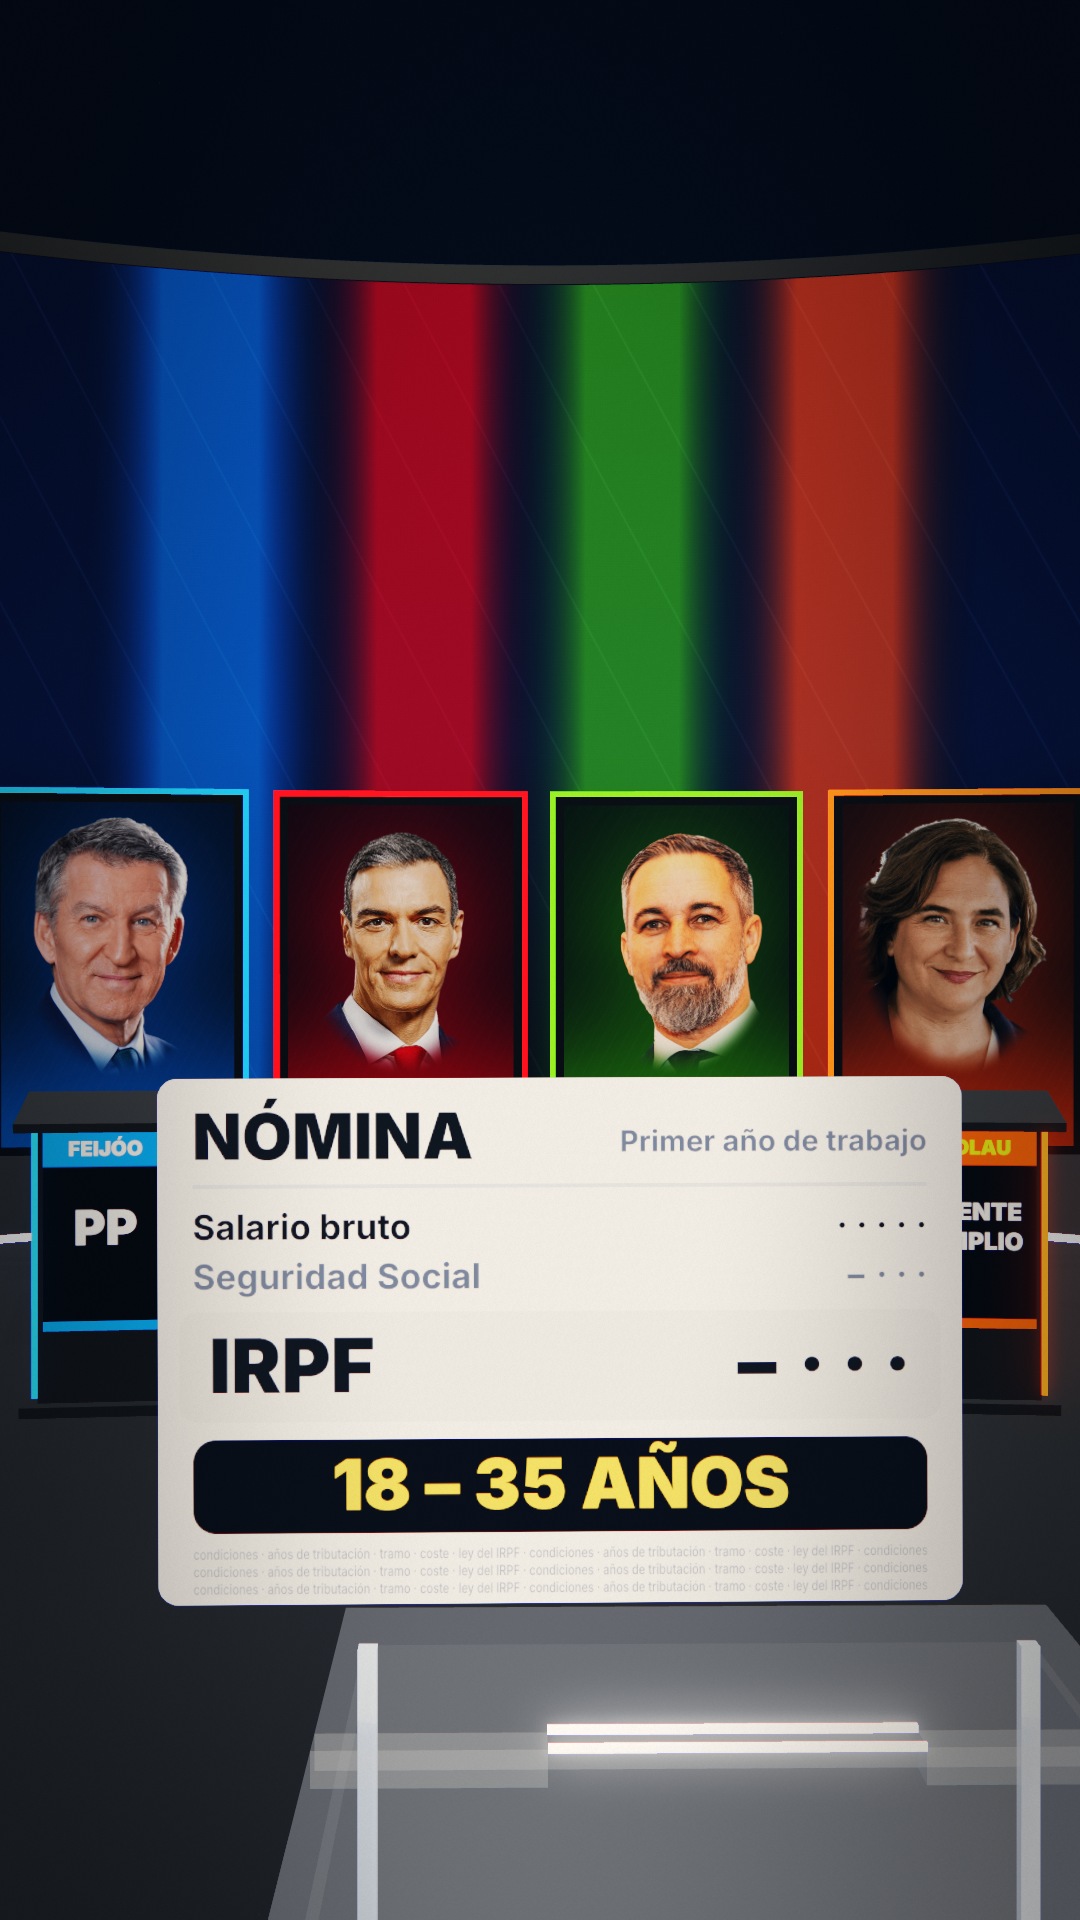 FEIJÓO
PP
OLAU
ENTE
IPLIO
NÓMINA
Primer año de trabajo
Salario bruto · · · · ·
Seguridad Social – · · ·
IRPF – · · ·
18 – 35 AÑOS
condiciones · años de tributación · tramo · coste · ley del IRPF · condiciones · años de tributación · tramo · coste · ley del IRPF · condiciones
condiciones · años de tributación · tramo · coste · ley del IRPF · condiciones · años de tributación · tramo · coste · ley del IRPF · condiciones
condiciones · años de tributación · tramo · coste · ley del IRPF · condiciones · años de tributación · tramo · coste · ley del IRPF · condiciones